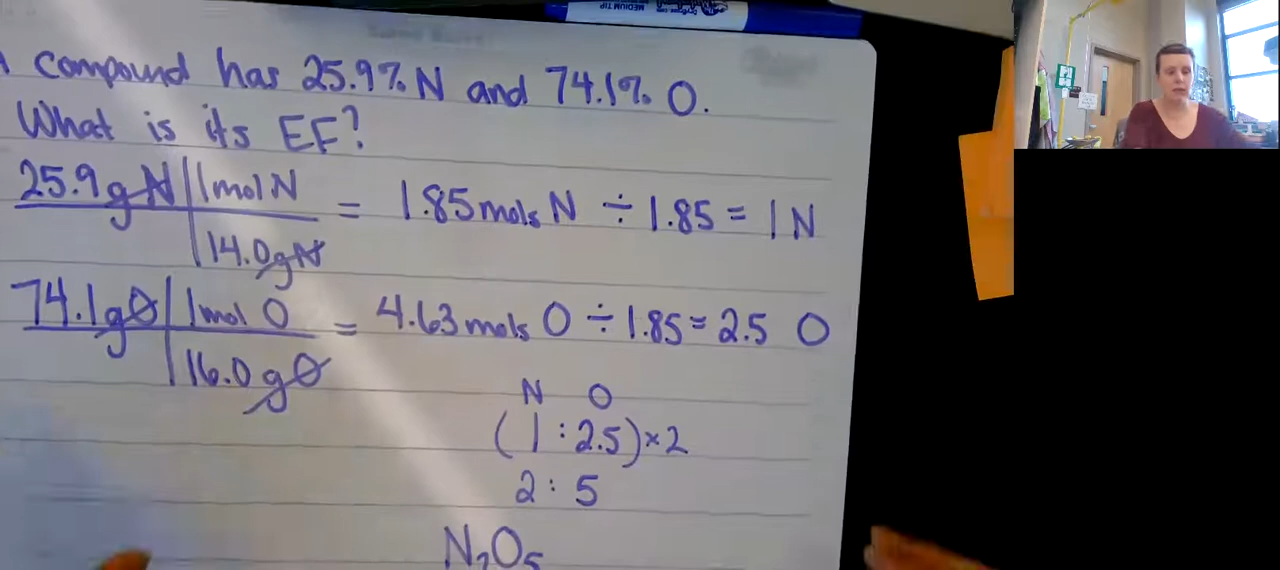 compound has 25.9% N and 74.1% O.
What is its EF?
25.9g N | 1 mol N = 1.85 mols N ÷ 1.85 = 1 N
14.0g N
74.1g O | 1 mol O = 4.63 mols O ÷ 1.85 = 2.5 O
16.0 g O
N O
(1 : 2.5) × 2
2 : 5
N₂O₅
MEDIUM TIP